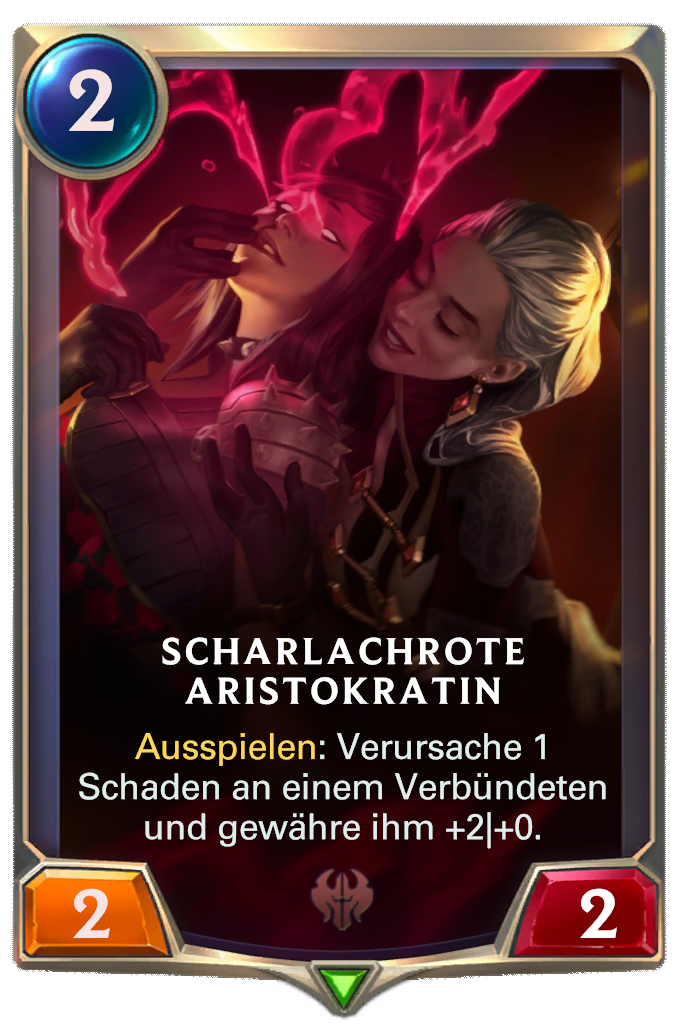 2
SCHARLACHROTE
ARISTOKRATIN
Ausspielen: Verursache 1
Schaden an einem Verbündeten
und gewähre ihm +2|+0.
2
2